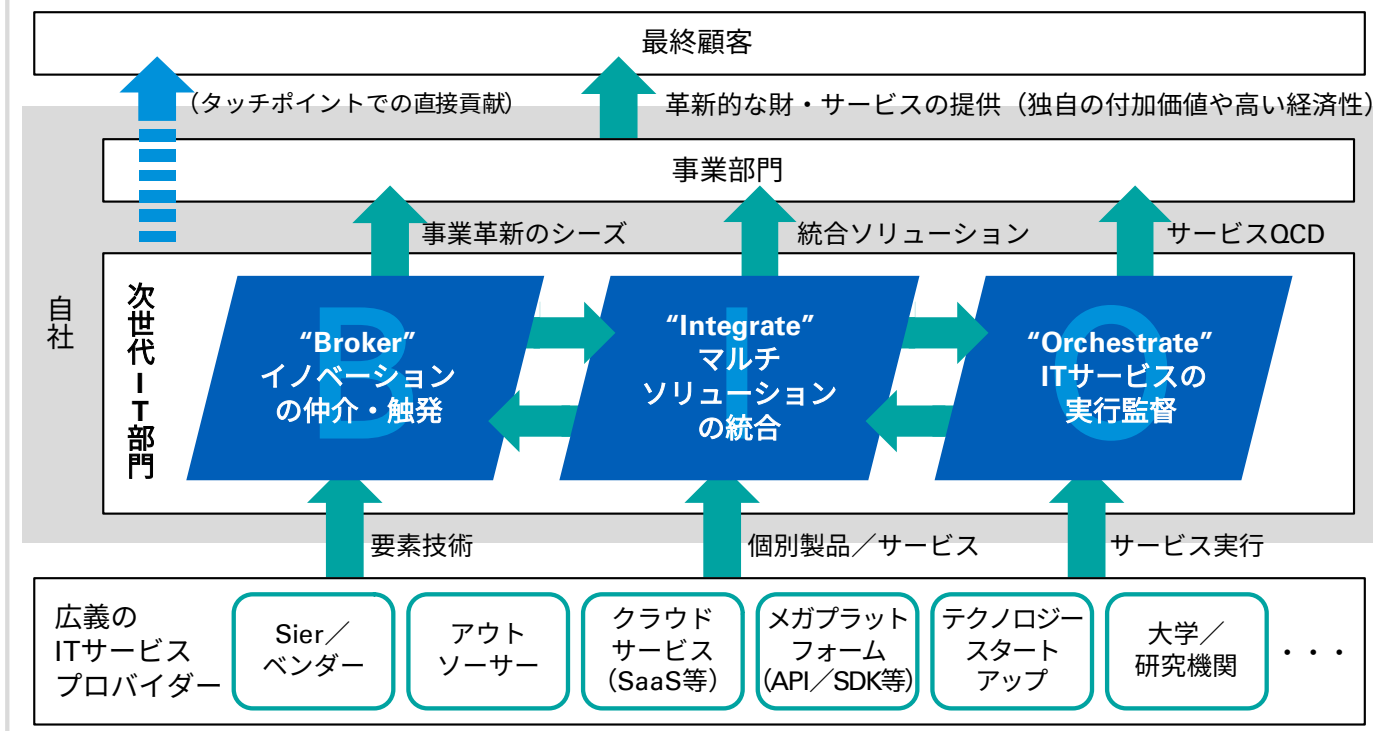 最終顧客
（タッチポイントでの直接貢献）
革新的な財・サービスの提供（独自の付加価値や高い経済性）
事業部門
事業革新のシーズ
統合ソリューション
サービスQCD
自社
次世代IT部門
B
“Broker”
イノベーション
の仲介・触発
I
“Integrate”
マルチ
ソリューション
の統合
O
“Orchestrate”
ITサービスの
実行監督
要素技術
個別製品／サービス
サービス実行
広義の
ITサービス
プロバイダー
Sier／
ベンダー
アウト
ソーサー
クラウド
サービス
（SaaS等）
メガプラット
フォーム
（API／SDK等）
テクノロジー
スタート
アップ
大学／
研究機関
・・・